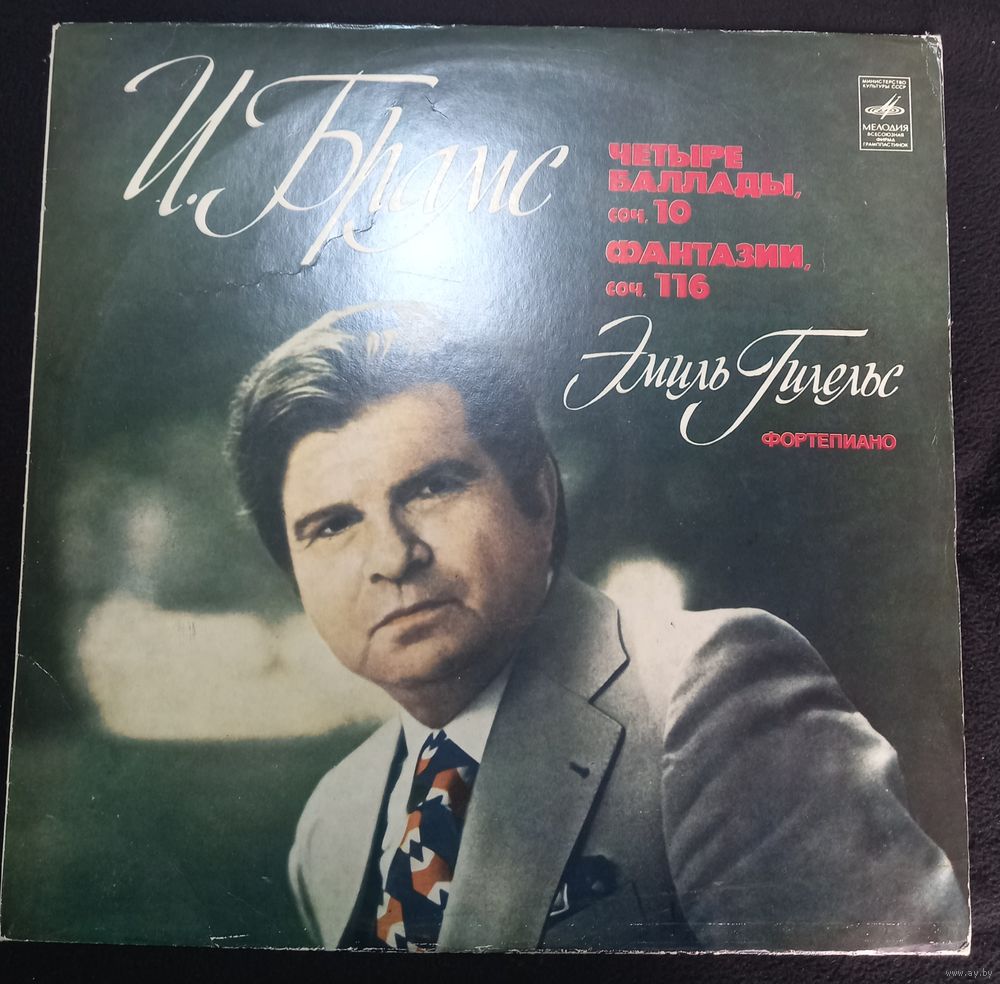 И. Брамс
ЧЕТЫРЕ
БАЛЛАДЫ,
соч. 10
ФАНТАЗИИ,
соч. 116
Эмиль Гилельс
ФОРТЕПИАНО
МИНИСТЕРСТВО
КУЛЬТУРЫ СССР
МЕЛОДИЯ
ВСЕСОЮЗНАЯ
ФИРМА
ГРАМПЛАСТИНОК
www.ay.by